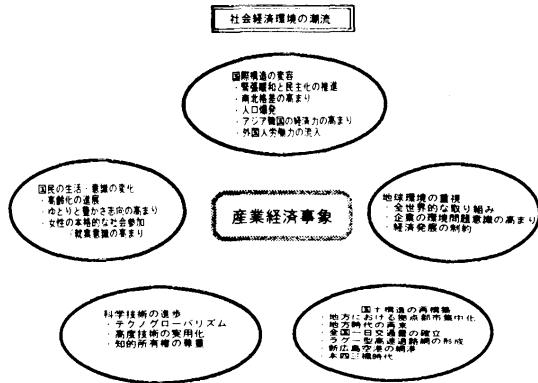 社会経済環境の潮流
国際構造の変容
・緊張緩和と民主化の推進
・南北格差の高まり
・人口爆発
・アジア諸国の経済力の高まり
・外国人労働力の流入
国民の生活・意識の変化
・高齢化の進展
・ゆとりと豊かさ志向の高まり
・女性の本格的な社会参加
就業意識の高まり
産業経済事象
地球環境の重視
・全世界的な取り組み
・企業の環境問題意識の高まり
・経済発展の制約
科学技術の進歩
・テクノグローバリズム
・高度技術の実用化
・知的所有権の尊重
国土構造の再構築
・地方における拠点都市集中化
・地方時代の再来
・全国一日交通圏の確立
・ラダー型高速道路網の形成
・新広島空港の開港
・本四三橋時代